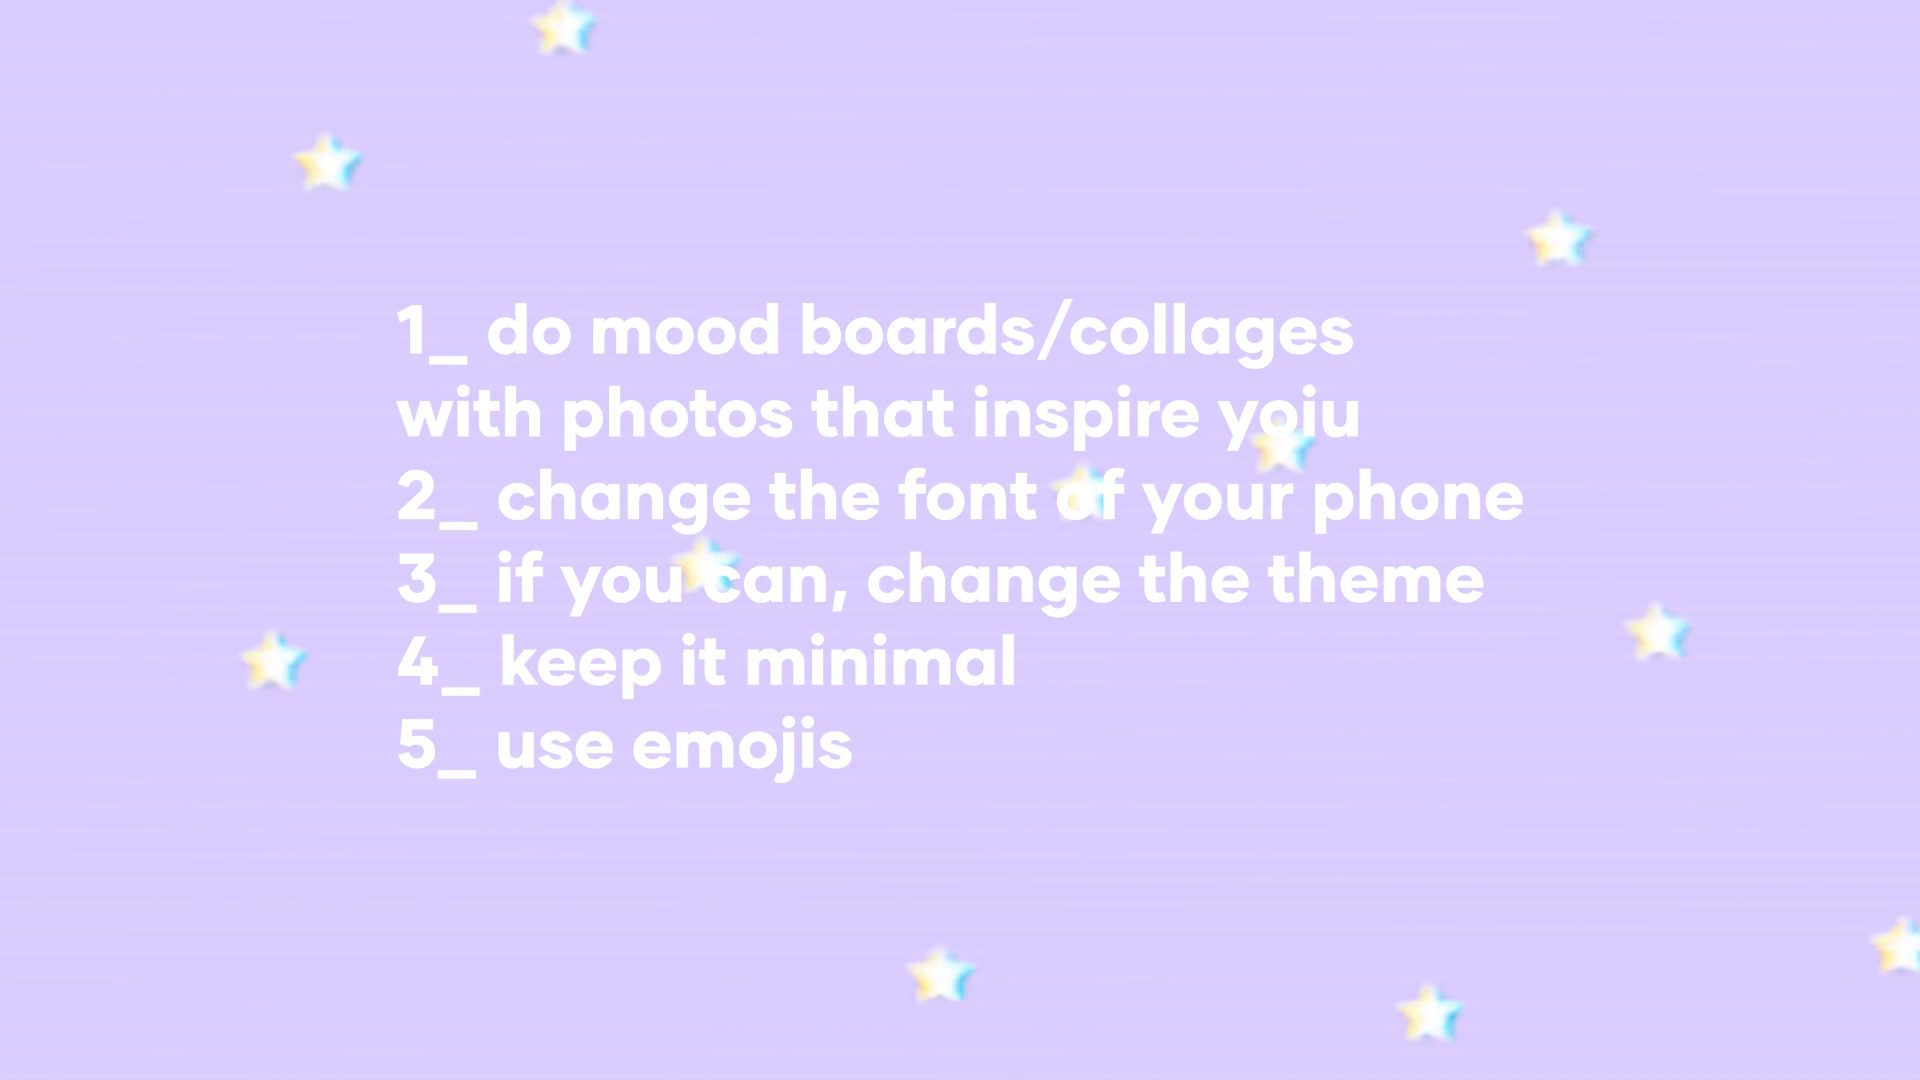 1_ do mood boards/collages
with photos that inspire yoiu
2_ change the font of your phone
3_ if you can, change the theme
4_ keep it minimal
5_ use emojis